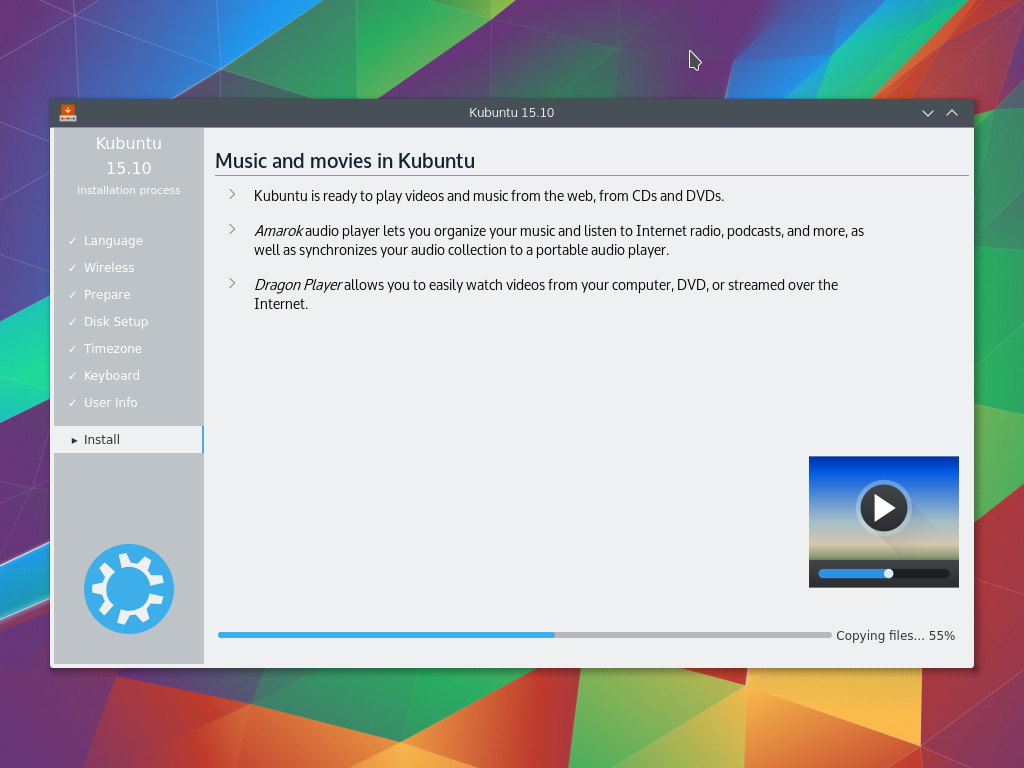 Kubuntu 15.10
Kubuntu
15.10
installation process
✓ Language
✓ Wireless
✓ Prepare
✓ Disk Setup
✓ Timezone
✓ Keyboard
✓ User Info
▸ Install
Music and movies in Kubuntu
Kubuntu is ready to play videos and music from the web, from CDs and DVDs.
Amarok audio player lets you organize your music and listen to Internet radio, podcasts, and more, as
well as synchronizes your audio collection to a portable audio player.
Dragon Player allows you to easily watch videos from your computer, DVD, or streamed over the
Internet.
Copying files... 55%